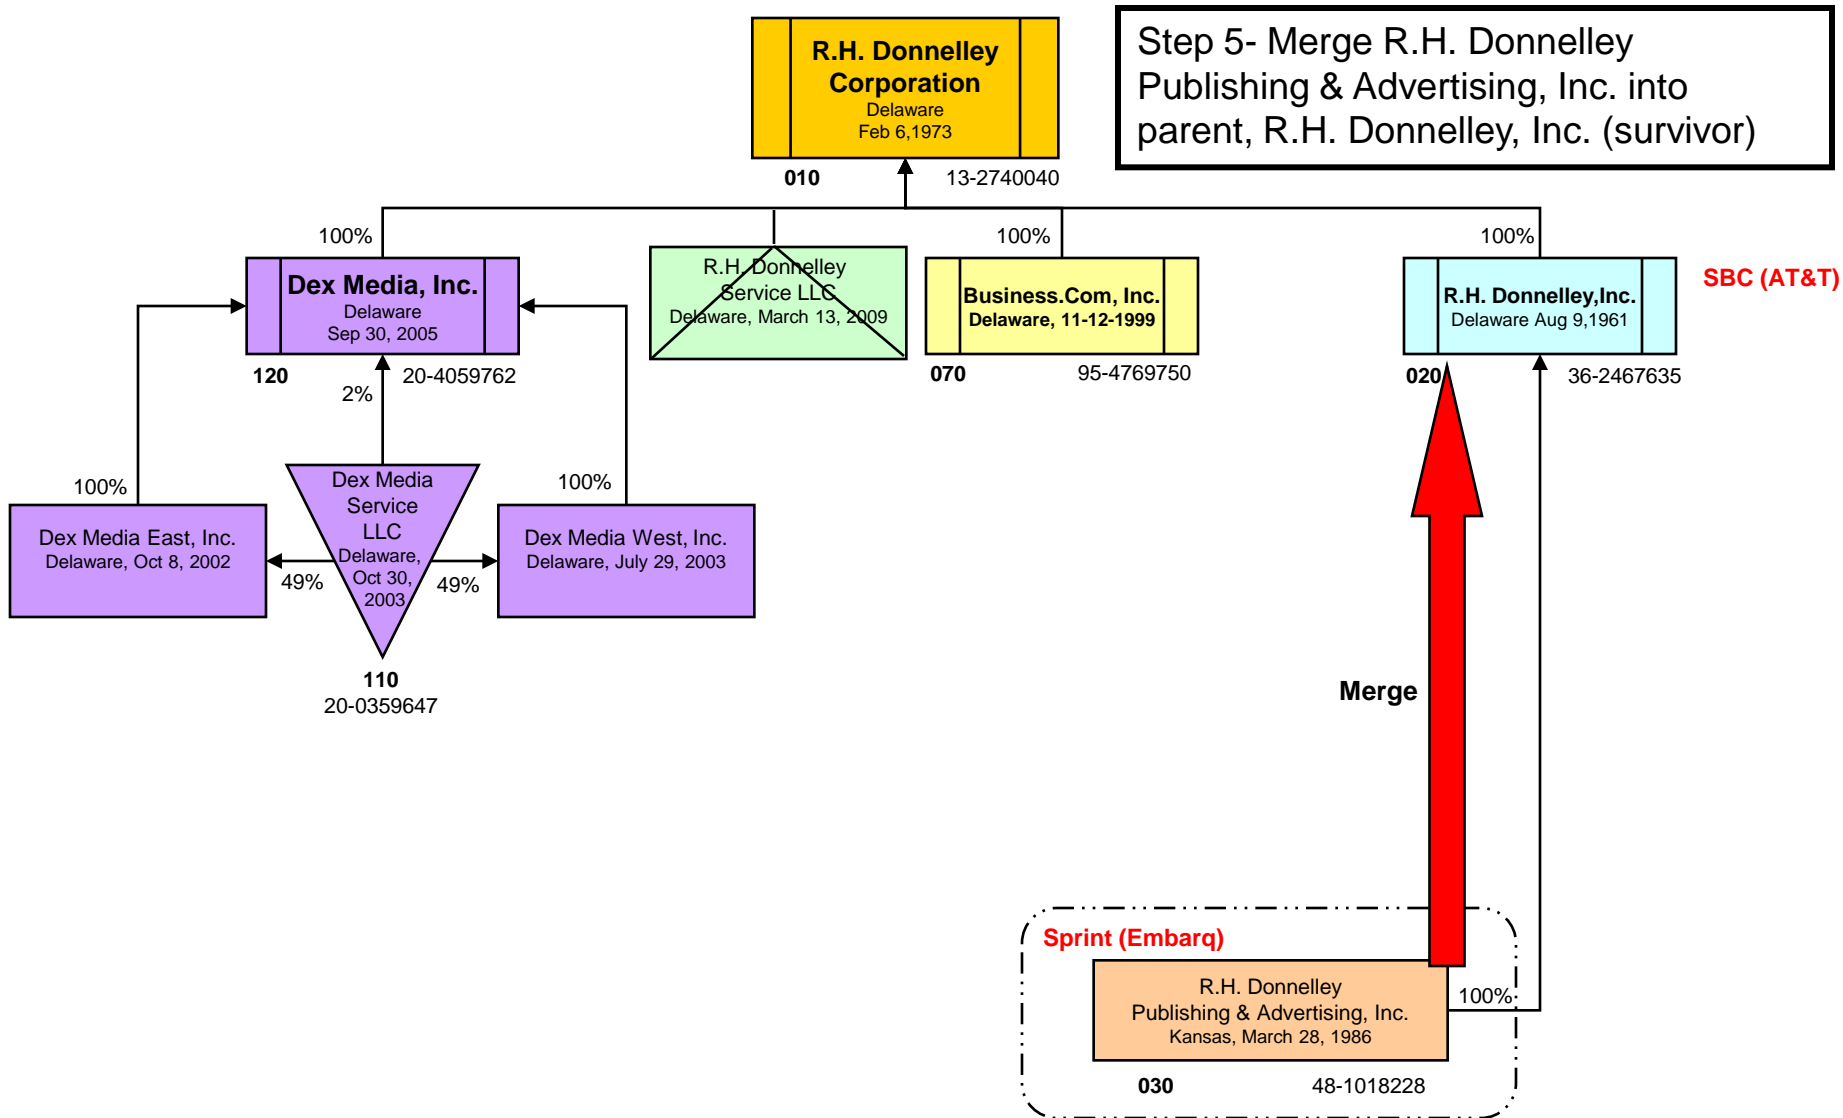 R.H. Donnelley
Corporation
Delaware
Feb 6,1973
010
13-2740040
Step 5- Merge R.H. Donnelley
Publishing & Advertising, Inc. into
parent, R.H. Donnelley, Inc. (survivor)
100%
Dex Media, Inc.
Delaware
Sep 30, 2005
120
20-4059762
R.H. Donnelley
Service LLC
Delaware, March 13, 2009
100%
Business.Com, Inc.
Delaware, 11-12-1999
070
95-4769750
100%
R.H. Donnelley,Inc.
Delaware Aug 9,1961
020
36-2467635
SBC (AT&T)
2%
100%
Dex Media East, Inc.
Delaware, Oct 8, 2002
49%
Dex Media
Service
LLC
Delaware,
Oct 30,
2003
110
20-0359647
49%
100%
Dex Media West, Inc.
Delaware, July 29, 2003
Merge
Sprint (Embarq)
R.H. Donnelley
Publishing & Advertising, Inc.
Kansas, March 28, 1986
100%
030
48-1018228